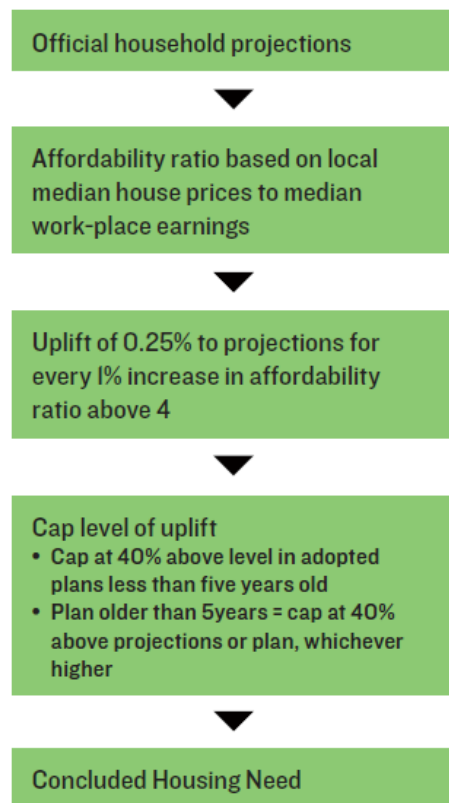 Official household projections
Affordability ratio based on local
median house prices to median
work-place earnings
Uplift of 0.25% to projections for
every 1% increase in affordability
ratio above 4
Cap level of uplift
• Cap at 40% above level in adopted
plans less than five years old
• Plan older than 5years = cap at 40%
above projections or plan, whichever
higher
Concluded Housing Need